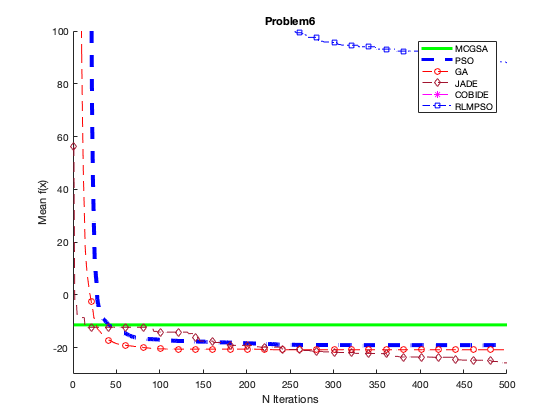 Problem6
MCGSA
PSO
GA
JADE
COBIDE
RLMPSO
Mean f(x)
100
80
60
40
20
0
-20
0 50 100 150 200 250 300 350 400 450 500
N Iterations